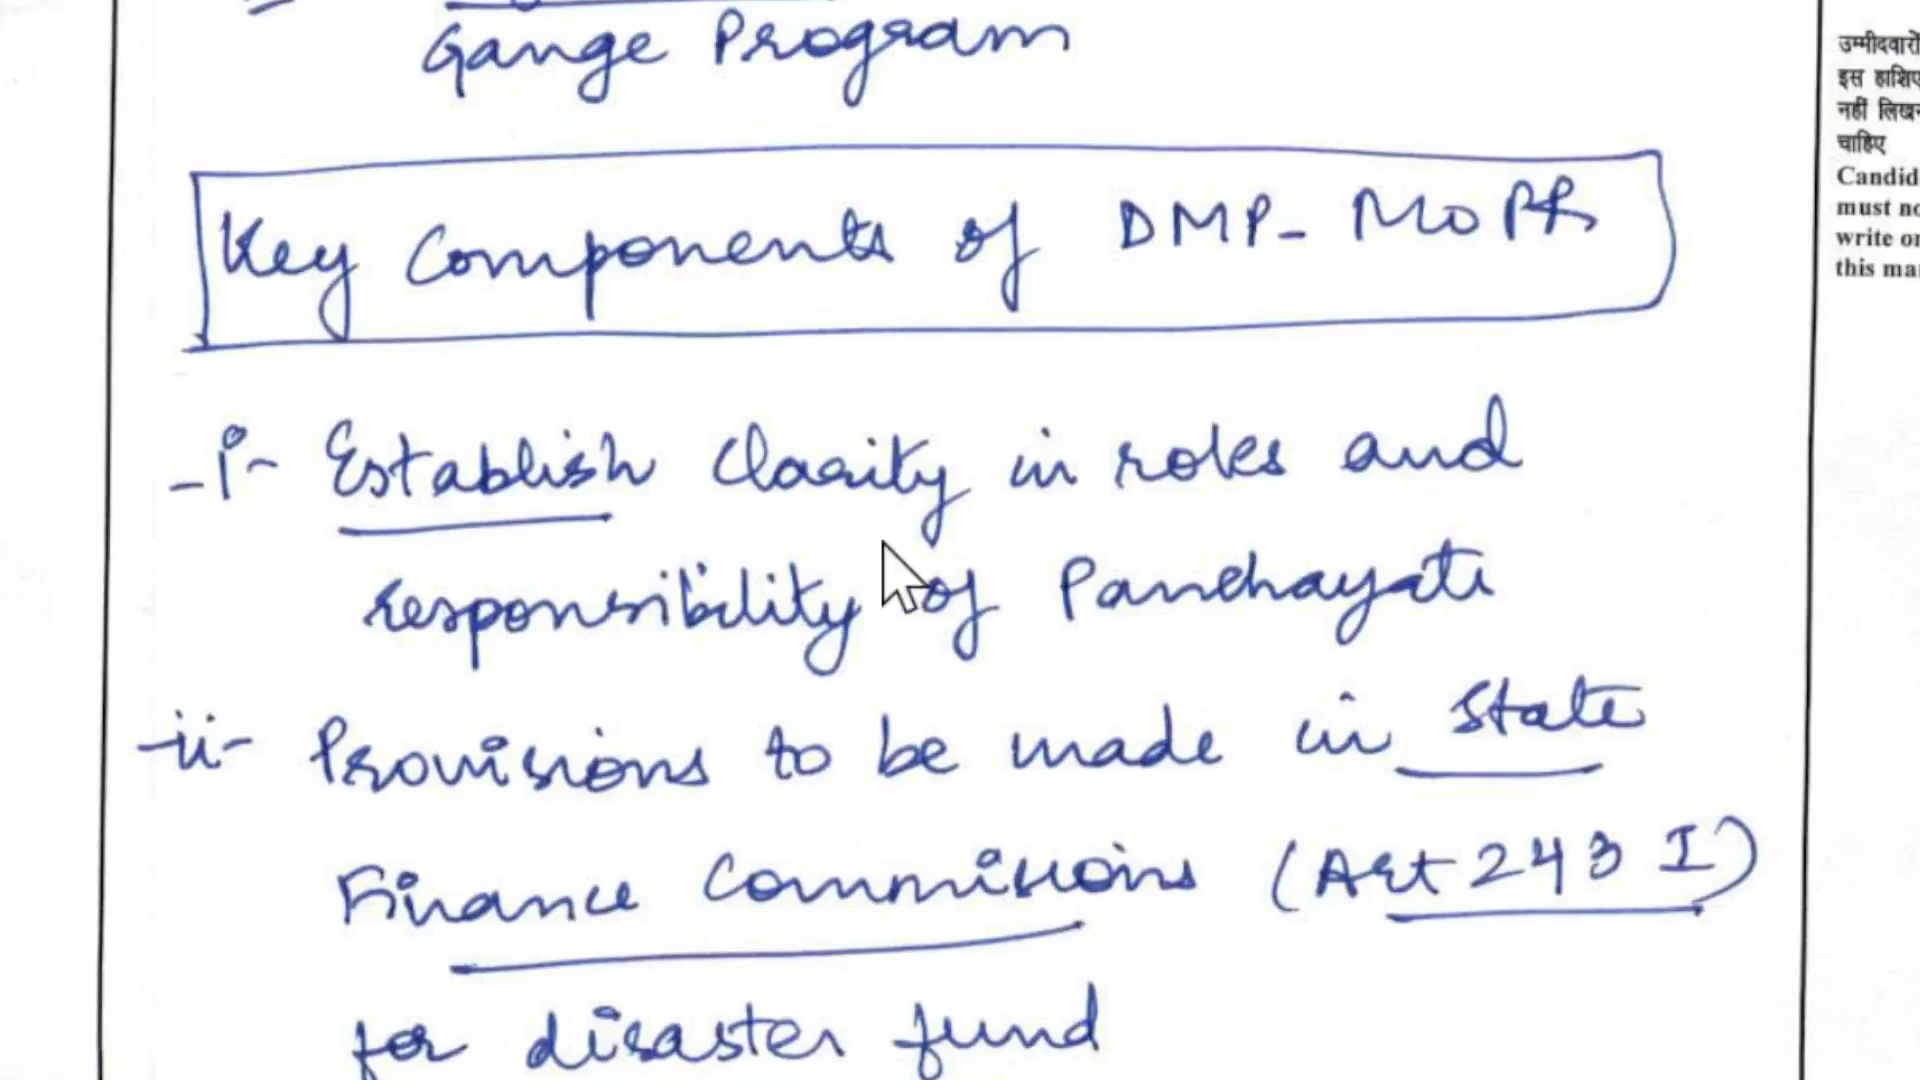 Gange Program
Key Components of DMP- MoPR
-i- Establish Clarity in roles and
responsibility of Panchayati
-ii- Provisions to be made in State
Finance Commissions (Art 243 I)
for disaster fund
उम्मीदवारों
इस हाशिए
नहीं लिखन
चाहिए
Candid
must no
write on
this mar